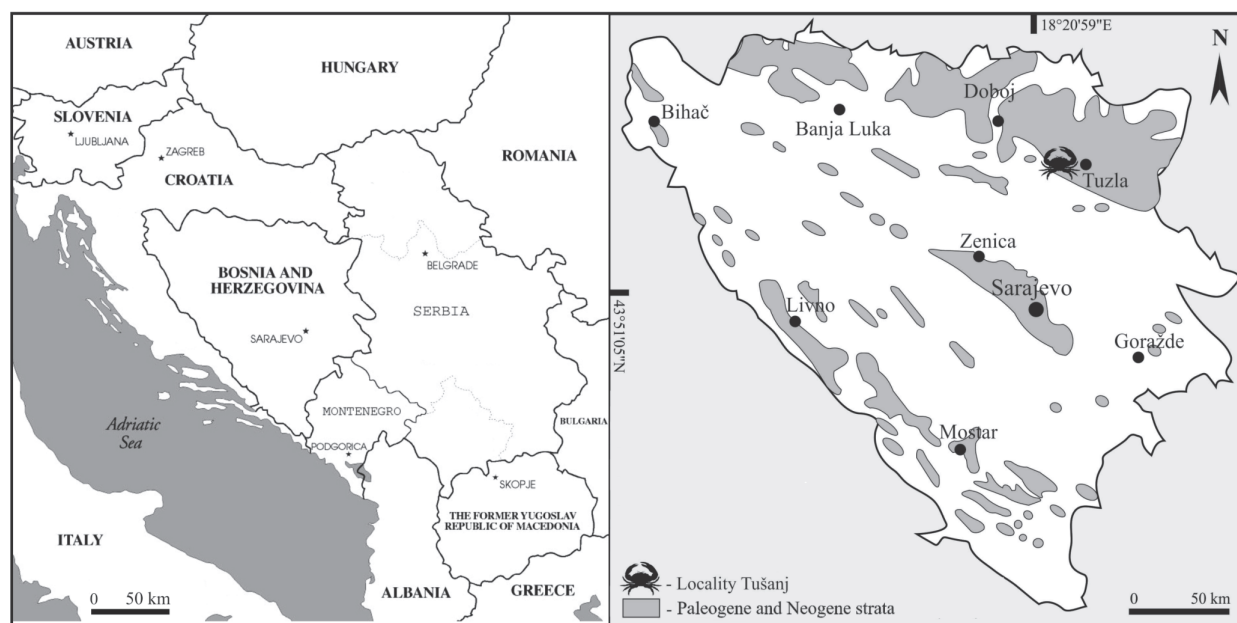 AUSTRIA
HUNGARY
SLOVENIA
LJUBLJANA
ZAGREB
CROATIA
ROMANIA
BOSNIA AND
HERZEGOVINA
BELGRADE
SERBIA
SARAJEVO
MONTENEGRO
BULGARIA
Adriatic
Sea
PODGORICA
SKOPJE
THE FORMER YUGOSLAV
REPUBLIC OF MACEDONIA
ITALY
ALBANIA
GREECE
0 50 km
18°20'59"E
N
43°51'05"N
Bihač
Banja Luka
Doboj
Tuzla
Zenica
Sarajevo
Livno
Goražde
Mostar
- Locality Tušanj
- Paleogene and Neogene strata
0 50 km